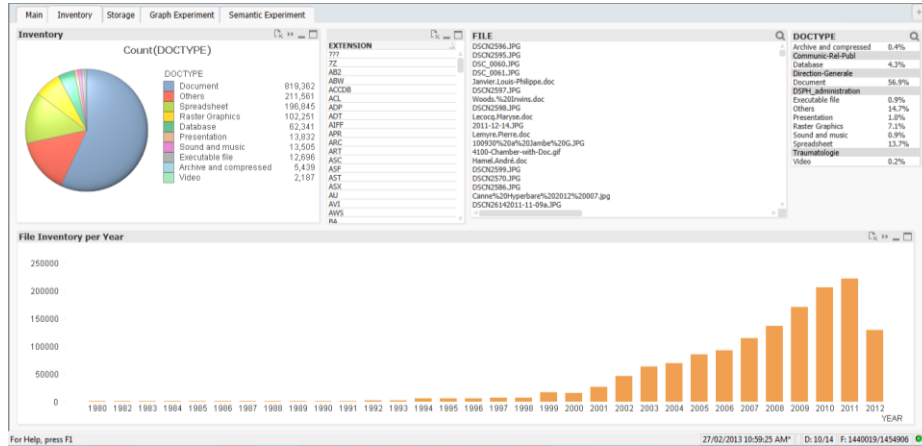 Main Inventory Storage Graph Experiment Semantic Experiment
Inventory
Count(DOCTYPE)
DOCTYPE
Document 819,362
Others 211,561
Spreadsheet 196,845
Raster Graphics 102,251
Database 62,341
Presentation 13,832
Sound and music 13,505
Executable file 12,696
Archive and compressed 5,439
Video 2,187
EXTENSION
???
7Z
AB2
ABW
ACCDB
ACL
ADP
ADT
AIFF
APR
ARC
ART
ASC
ASF
AST
ASX
AU
AVI
AWS
BA
FILE
DSCN2596.JPG
DSCN2595.JPG
DSC_0060.JPG
DSC_0061.JPG
Janvier.Louis-Philippe.doc
DSCN2597.JPG
Woods.%20Irwins.doc
DSCN2598.JPG
Lecocq.Maryse.doc
2011-12-14.JPG
Lemyre.Pierre.doc
100930%20a%20Jambe%20G.JPG
4100-Chamber-with-Doc.gif
Hamel.André.doc
DSCN2599.JPG
DSCN2570.JPG
DSCN2586.JPG
Canne%20Hyperbare%202012%20007.jpg
DSCN26142011-11-09a.JPG
DOCTYPE
Archive and compressed 0.4%
Communic-Rel-Publ
Database 4.3%
Direction-Generale
Document 56.9%
DSPH_administration
Executable file 0.9%
Others 14.7%
Presentation 1.0%
Raster Graphics 7.1%
Sound and music 0.9%
Spreadsheet 13.7%
Traumatologie
Video 0.2%
File Inventory per Year
250000
200000
150000
100000
50000
0
1980 1982 1983 1984 1985 1986 1987 1988 1989 1990 1991 1992 1993 1994 1995 1996 1997 1998 1999 2000 2001 2002 2003 2004 2005 2006 2007 2008 2009 2010 2011 2012
YEAR
For Help, press F1 27/02/2013 10:59:25 AM* D: 10/14 F: 1440019/1454906